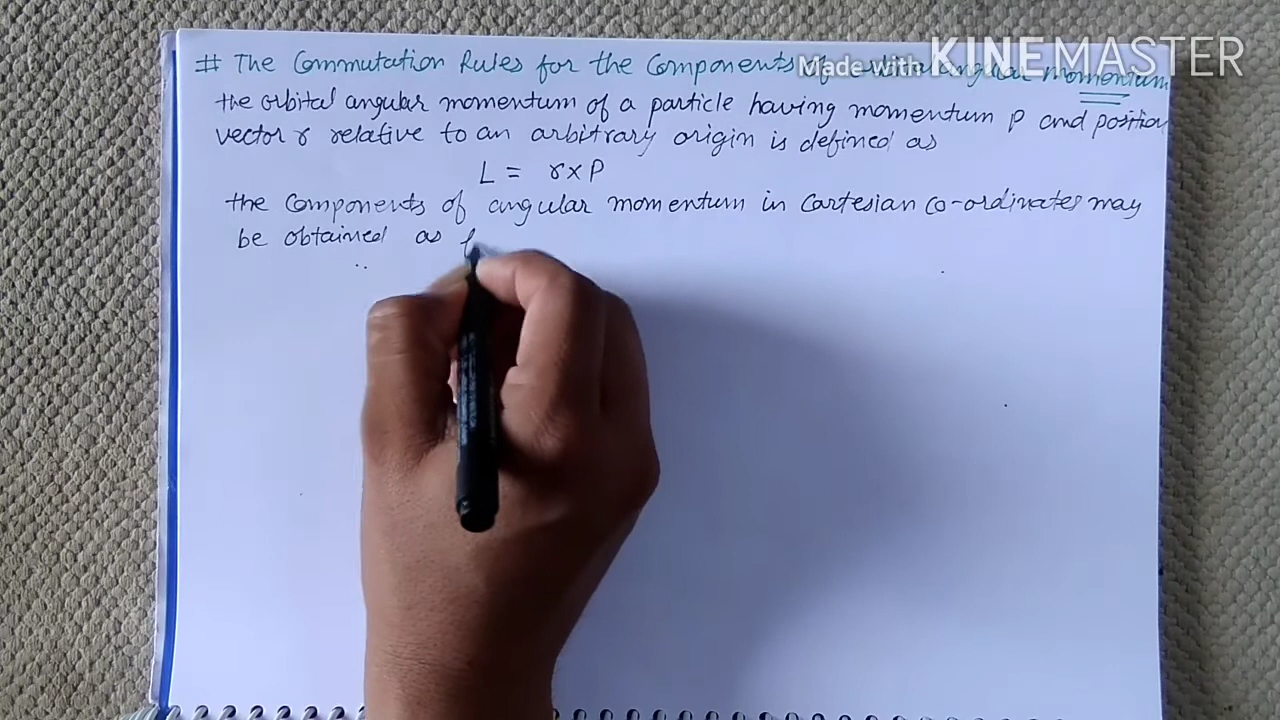 # The Commutation Rules for the Components of angular momentum
Made with KINEMASTER
the orbital angular momentum of a particle having momentum p and position
vector r relative to an arbitrary origin is defined as
L = r x P
the components of angular momentum in Cartesian co-ordinates may
be obtained as